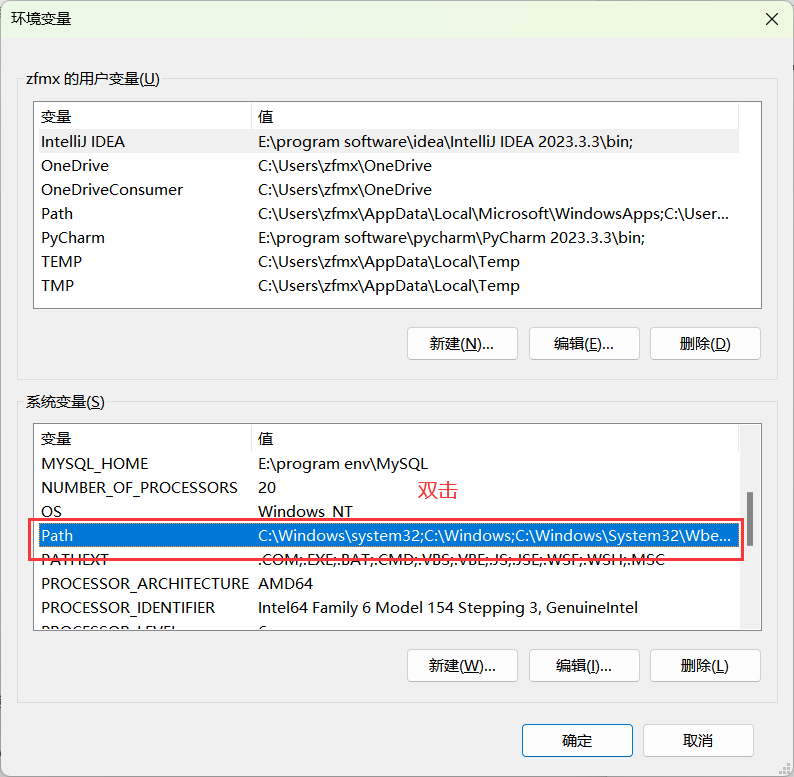 环境变量
zfmx 的用户变量(U)
变量 值
IntelliJ IDEA E:\program software\idea\IntelliJ IDEA 2023.3.3\bin;
OneDrive C:\Users\zfmx\OneDrive
OneDriveConsumer C:\Users\zfmx\OneDrive
Path C:\Users\zfmx\AppData\Local\Microsoft\WindowsApps;C:\User...
PyCharm E:\program software\pycharm\PyCharm 2023.3.3\bin;
TEMP C:\Users\zfmx\AppData\Local\Temp
TMP C:\Users\zfmx\AppData\Local\Temp
新建(N)... 编辑(E)... 删除(D)
系统变量(S)
变量 值
MYSQL_HOME E:\program env\MySQL
NUMBER_OF_PROCESSORS 20
双击
OS Windows_NT
Path C:\Windows\system32;C:\Windows;C:\Windows\System32\Wbe...
PATHEXT .COM;.EXE;.BAT;.CMD;.VBS;.VBE;.JS;.JSE;.WSF;.WSH;.MSC
PROCESSOR_ARCHITECTURE AMD64
PROCESSOR_IDENTIFIER Intel64 Family 6 Model 154 Stepping 3, GenuineIntel
PROCESSOR_LEVEL 6
新建(W)... 编辑(I)... 删除(L)
确定 取消